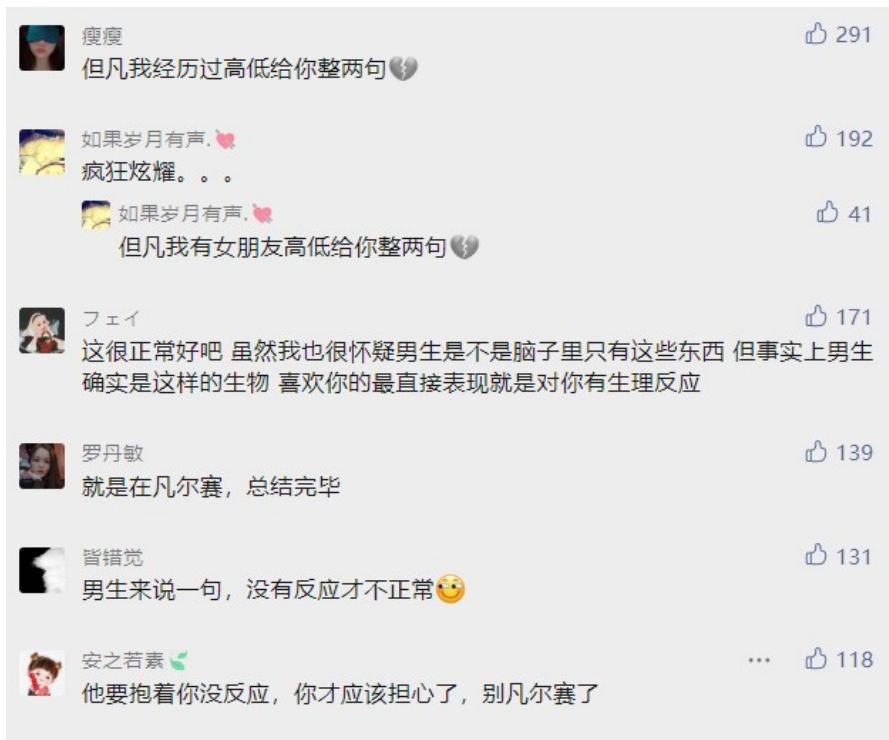 瘦瘦
291
但凡我经历过高低给你整两句💔
如果岁月有声.💘
192
疯狂炫耀。。。
如果岁月有声.💘
41
但凡我有女朋友高低给你整两句💔
フェイ
171
这很正常好吧 虽然我也很怀疑男生是不是脑子里只有这些东西 但事实上男生
确实是这样的生物 喜欢你的最直接表现就是对你有生理反应
罗丹敏
139
就是在凡尔赛，总结完毕
皆错觉
131
男生来说一句，没有反应才不正常
安之若素
118
他要抱着你没反应，你才应该担心了，别凡尔赛了